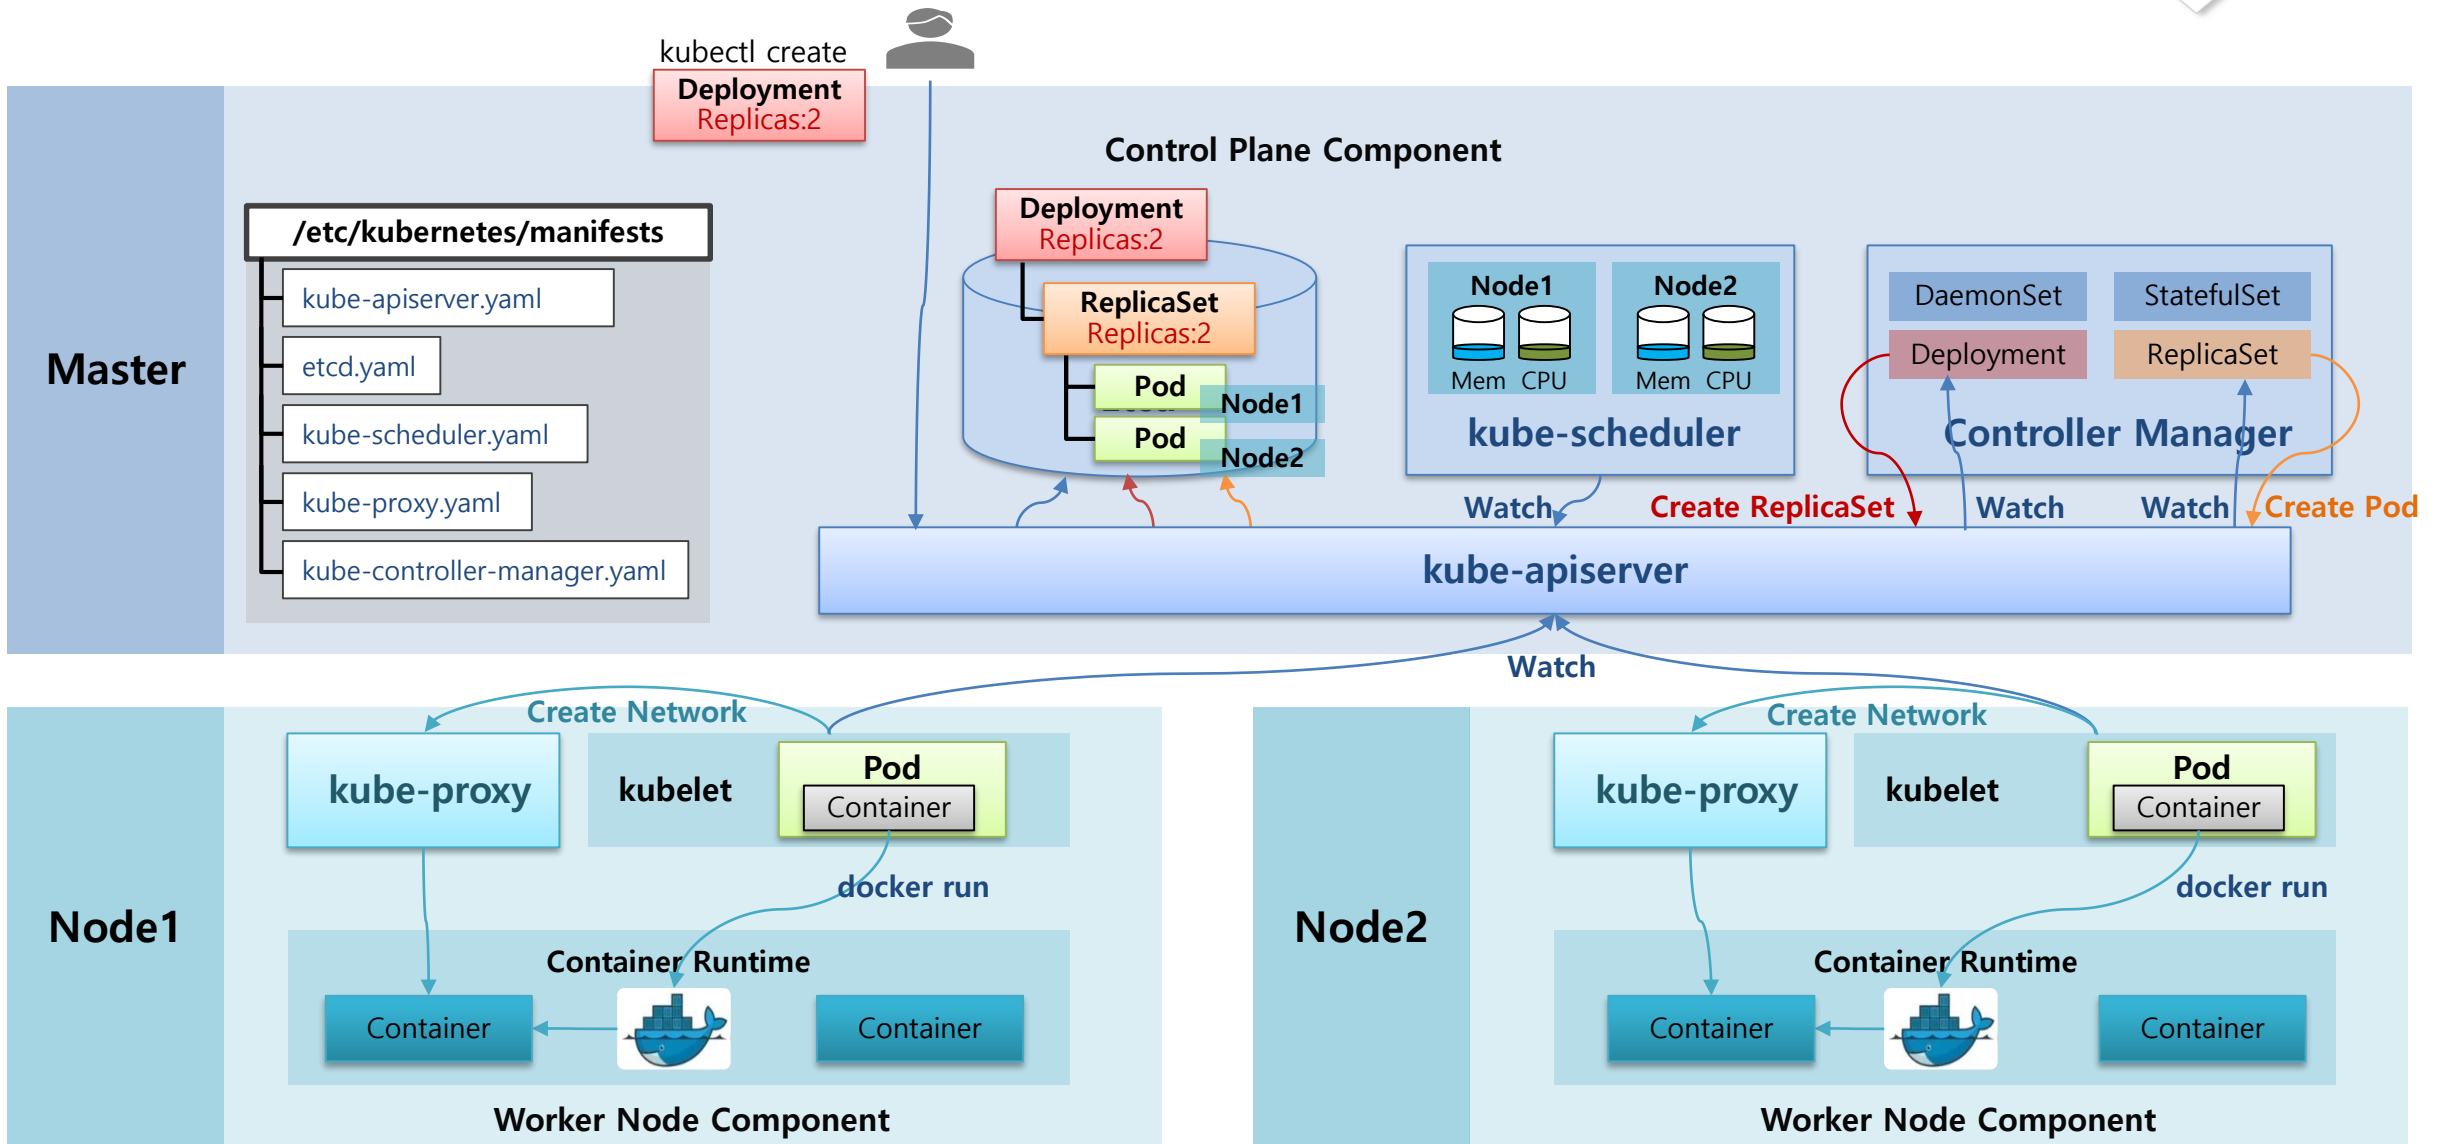 kubectl create
Deployment
Replicas:2
Control Plane Component
Master
/etc/kubernetes/manifests
kube-apiserver.yaml
etcd.yaml
kube-scheduler.yaml
kube-proxy.yaml
kube-controller-manager.yaml
Deployment
Replicas:2
ReplicaSet
Replicas:2
Pod
Node1
Pod
Node2
Node1
Mem CPU
Node2
Mem CPU
kube-scheduler
DaemonSet
StatefulSet
Deployment
ReplicaSet
Controller Manager
Watch
Create ReplicaSet
Watch
Watch
Create Pod
kube-apiserver
Watch
Node1
Create Network
kube-proxy
kubelet
Pod
Container
docker run
Container Runtime
Container
Container
Worker Node Component
Node2
Create Network
kube-proxy
kubelet
Pod
Container
docker run
Container Runtime
Container
Container
Worker Node Component